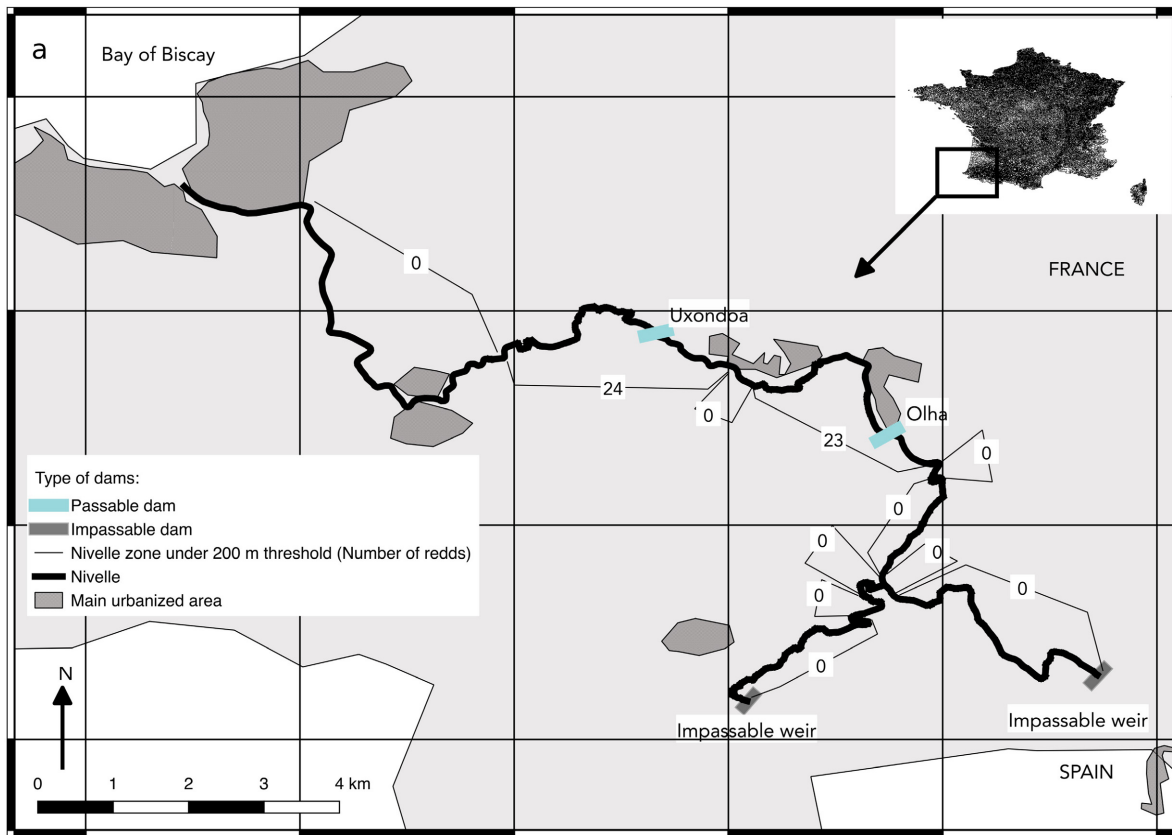 a
Bay of Biscay
FRANCE
0
Uxondoa
24
0
Olha
23
0
0
0
0
0
0
0
Type of dams:
Passable dam
Impassable dam
Nivelle zone under 200 m threshold (Number of redds)
Nivelle
Main urbanized area
N
Impassable weir
Impassable weir
SPAIN
0 1 2 3 4 km